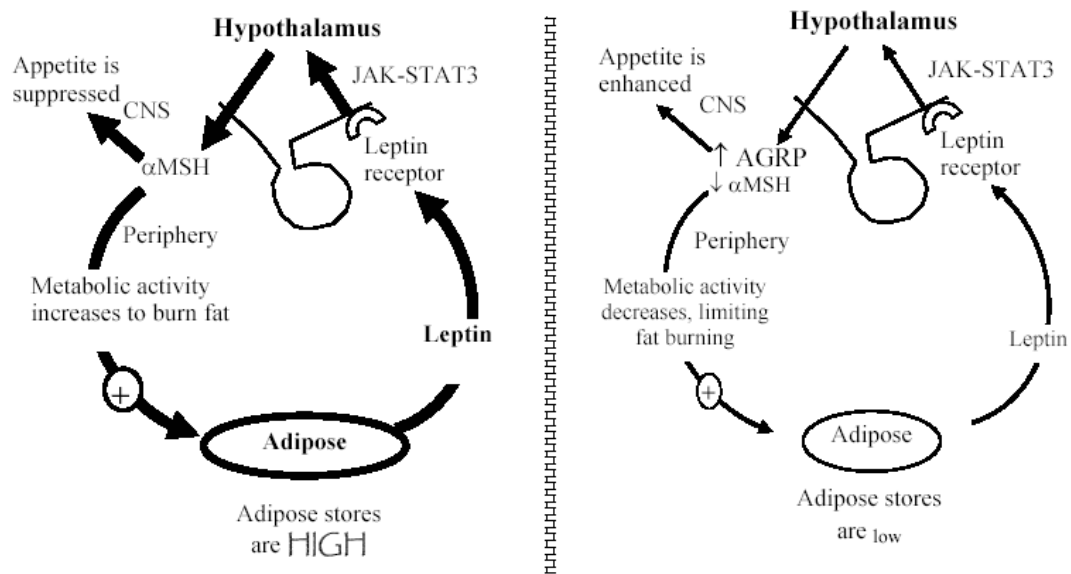 Hypothalamus
Appetite is
suppressed
CNS
JAK-STAT3
αMSH
Leptin
receptor
Periphery
Metabolic activity
increases to burn fat
Leptin
+
Adipose
Adipose stores
are HIGH
Hypothalamus
Appetite is
enhanced
CNS
JAK-STAT3
↑ AGRP
↓ αMSH
Leptin
receptor
Periphery
Metabolic activity
decreases, limiting
fat burning
Leptin
+
Adipose
Adipose stores
are low